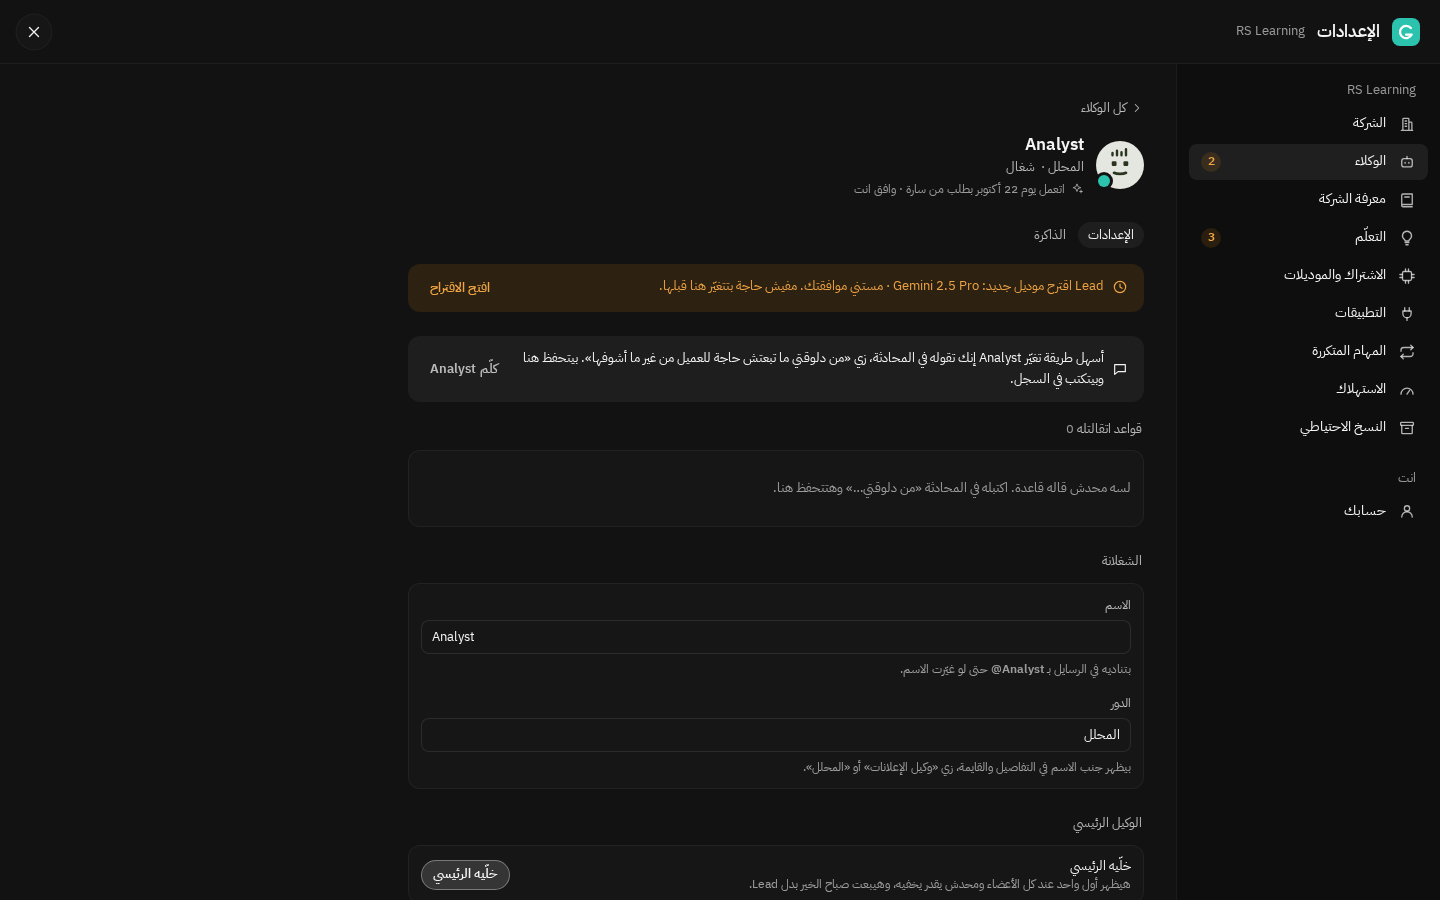 الإعدادات RS Learning
RS Learning
الشركة
الوكلاء 2
معرفة الشركة
التعلّم 3
الاشتراك والموديلات
التطبيقات
المهام المتكررة
الاستهلاك
النسخ الاحتياطي
انت
حسابك
كل الوكلاء
Analyst
المحلل · شغال
اتعمل يوم 22 أكتوبر بطلب من سارة · وافق انت
الإعدادات الذاكرة
Lead اقترح موديل جديد: Gemini 2.5 Pro · مستني موافقتك. مفيش حاجة بتتغيّر هنا قبلها. افتح الاقتراح
أسهل طريقة تغيّر Analyst إنك تقوله في المحادثة، زي «من دلوقتي ما تبعتش حاجة للعميل من غير ما أشوفها». بيتحفظ هنا
وبيتكتب في السجل.
كلّم Analyst
قواعد اتقالتله 0
لسه محدش قاله قاعدة. اكتبله في المحادثة «من دلوقتي…» وهتتحفظ هنا.
الشغلانة
الاسم
Analyst
بتناديه في الرسايل بـ @Analyst حتى لو غيّرت الاسم.
الدور
المحلل
بيظهر جنب الاسم في التفاصيل والقايمة، زي «وكيل الإعلانات» أو «المحلل».
الوكيل الرئيسي
خلّيه الرئيسي
هيظهر أول واحد عند كل الأعضاء ومحدش يقدر يخفيه، وهيبعت صباح الخير بدل Lead.
خلّيه الرئيسي